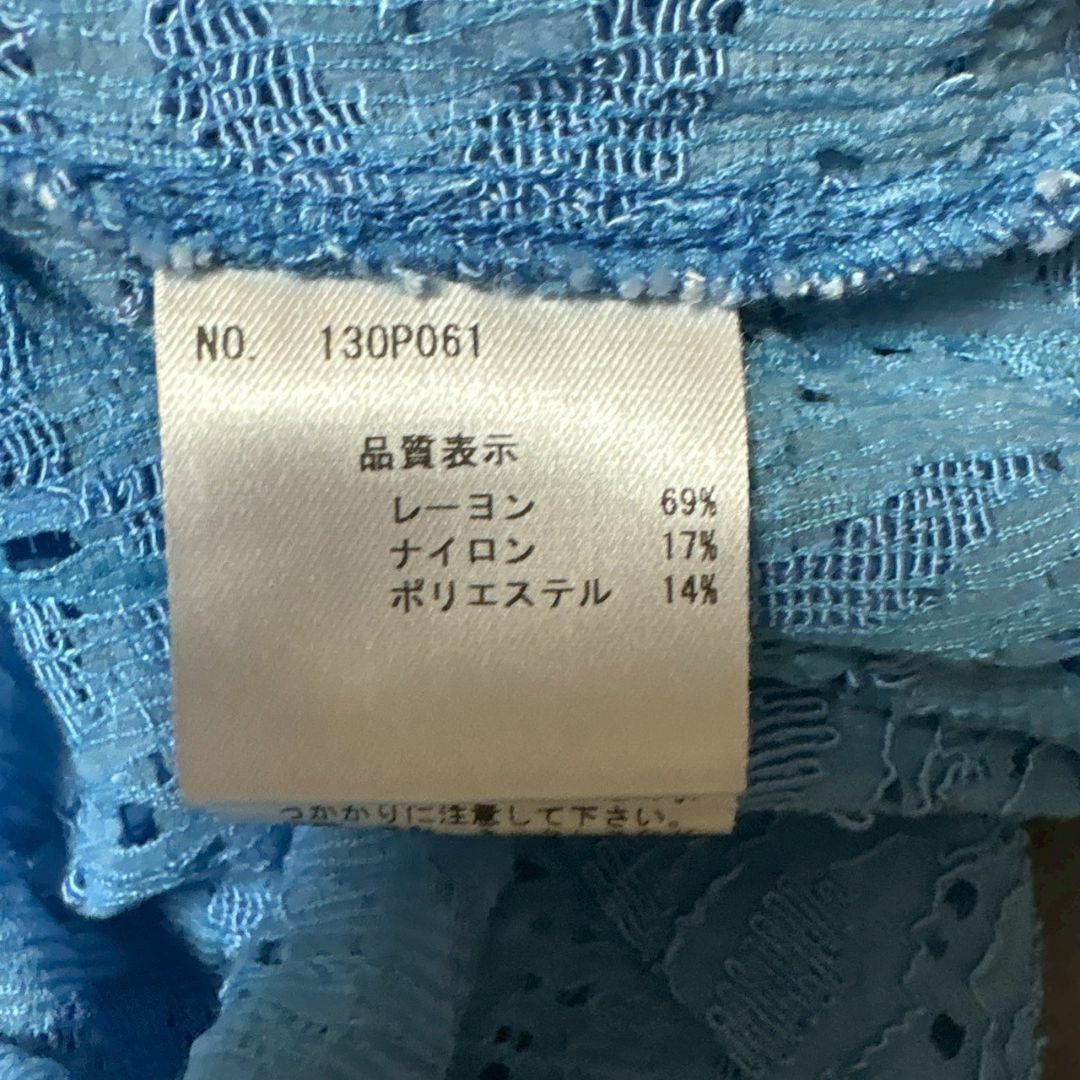 NO. 130P061
品質表示
レーヨン 69%
ナイロン 17%
ポリエステル 14%
っかかりに注意して下さい。